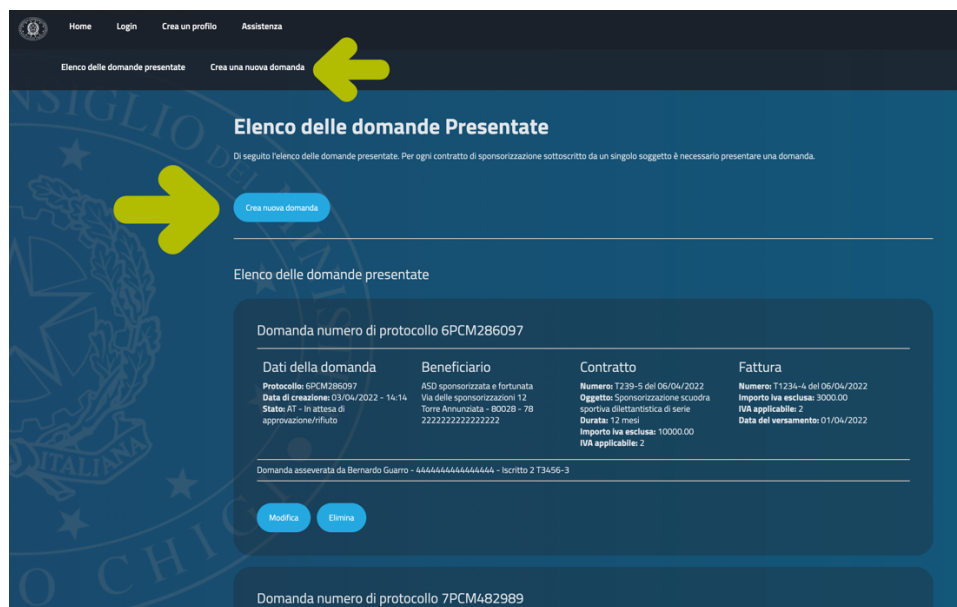 Home Login Crea un profilo Assistenza
Elenco delle domande presentate Crea una nuova domanda
Elenco delle domande Presentate
Di seguito l'elenco delle domande presentate. Per ogni contratto di sponsorizzazione sottoscritto da un singolo soggetto è necessario presentare una domanda.
Crea nuova domanda
Elenco delle domande presentate
Domanda numero di protocollo 6PCM286097
Dati della domanda
Protocollo: 6PCM286097
Data di creazione: 03/04/2022 - 14:14
Stato: AT - In attesa di
approvazione/rifiuto
Beneficiario
ASD sponsorizzata e fortunata
Via delle sponsorizzazioni 12
Torre Annunziata - 80028 - 78
2222222222222222
Contratto
Numero: T239-5 del 06/04/2022
Oggetto: Sponsorizzazione scuodra
sportiva dilettantistica di serie
Durata: 12 mesi
Importo iva esclusa: 10000.00
IVA applicabile: 2
Fattura
Numero: T1234-4 del 06/04/2022
Importo iva esclusa: 3000.00
IVA applicabile: 2
Data del versamento: 01/04/2022
Domanda asseverata da Bernardo Guarro - 4444444444444444 - Iscritto 2 T3456-3
Modifica Elimina
Domanda numero di protocollo 7PCM482989
CONSIGLIO DEI MINISTRI
D'ITALIANA
CHIGI